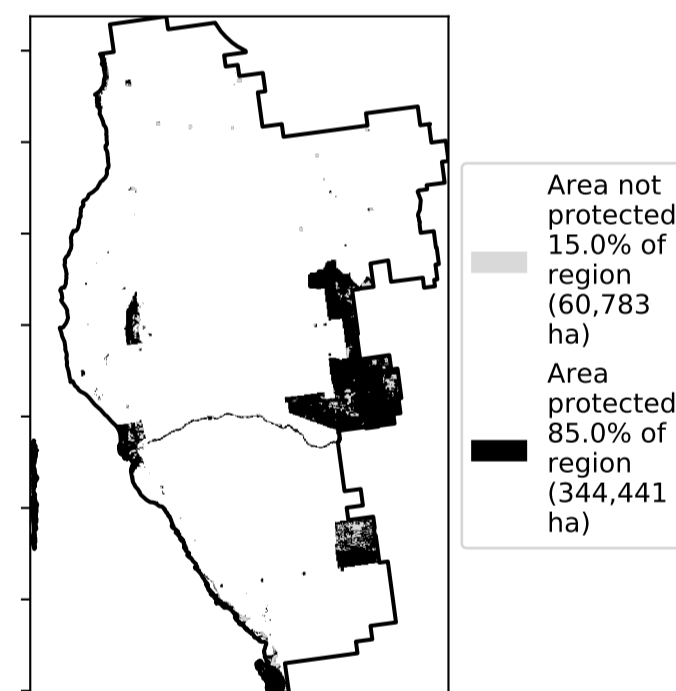 Area not
protected
15.0% of
region
(60,783
ha)
Area
protected
85.0% of
region
(344,441
ha)